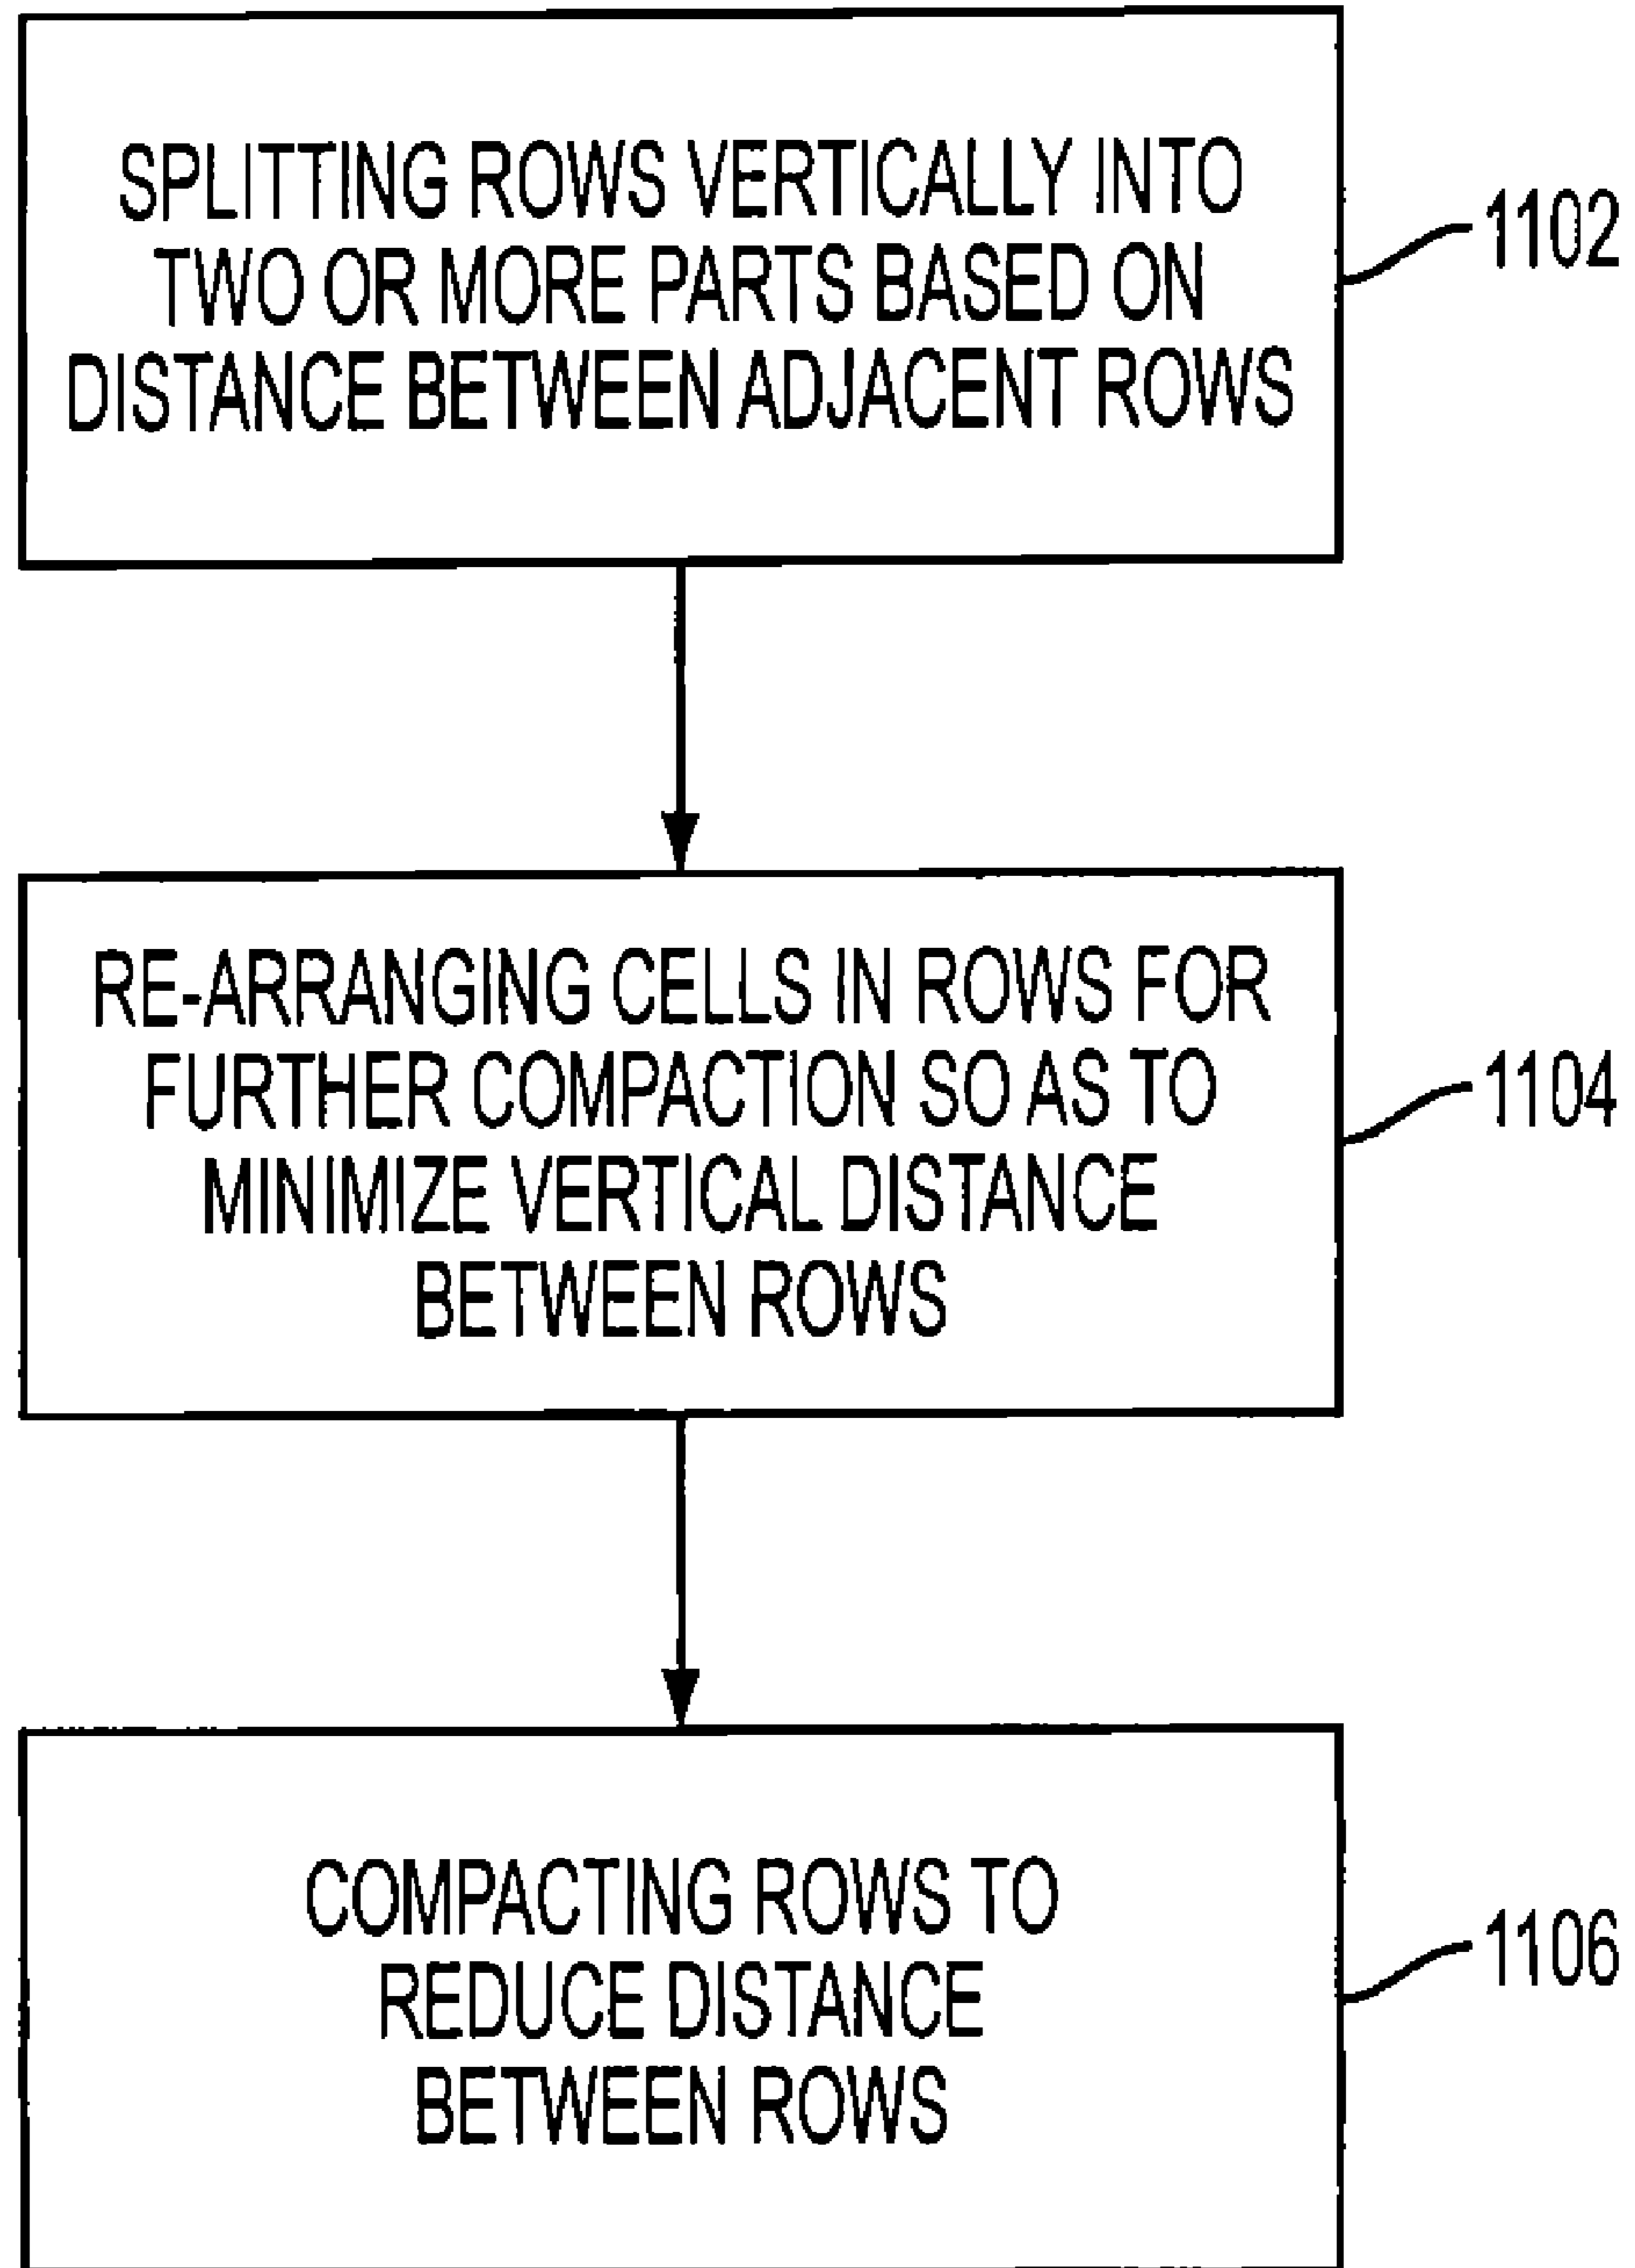 SPLITTING ROWS VERTICALLY INTO
TWO OR MORE PARTS BASED ON
DISTANCE BETWEEN ADJACENT ROWS
1102
RE-ARRANGING CELLS IN ROWS FOR
FURTHER COMPACTION SO AS TO
MINIMIZE VERTICAL DISTANCE
BETWEEN ROWS
1104
COMPACTING ROWS TO
REDUCE DISTANCE
BETWEEN ROWS
1106